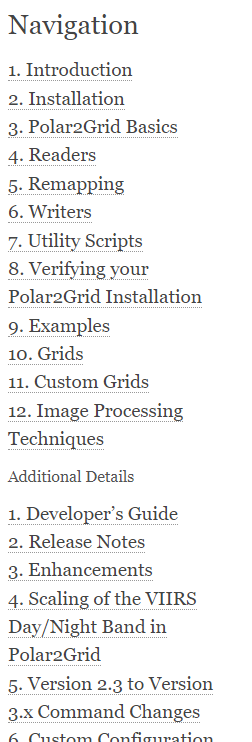 Navigation
1. Introduction
2. Installation
3. Polar2Grid Basics
4. Readers
5. Remapping
6. Writers
7. Utility Scripts
8. Verifying your
Polar2Grid Installation
9. Examples
10. Grids
11. Custom Grids
12. Image Processing
Techniques
Additional Details
1. Developer’s Guide
2. Release Notes
3. Enhancements
4. Scaling of the VIIRS
Day/Night Band in
Polar2Grid
5. Version 2.3 to Version
3.x Command Changes
6. Custom Configuration